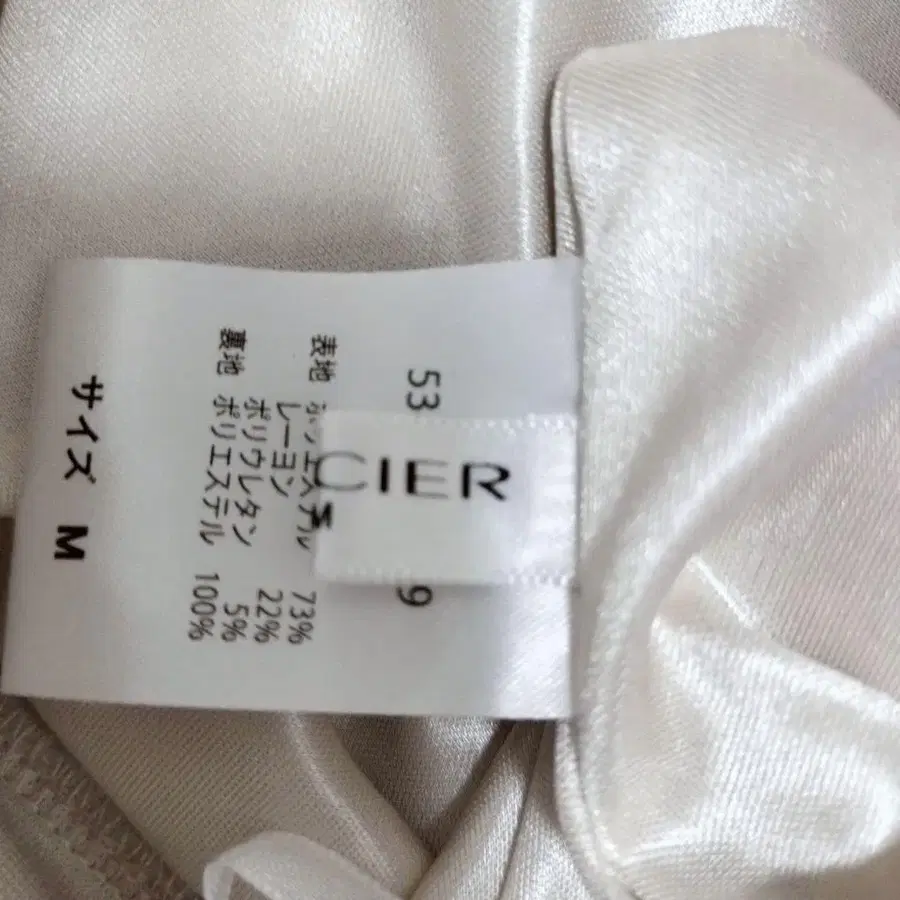 CIER
53
9
表地 ポリエステル 73%
レーヨン 22%
ポリウレタン 5%
裏地 ポリエステル 100%
サイズ M